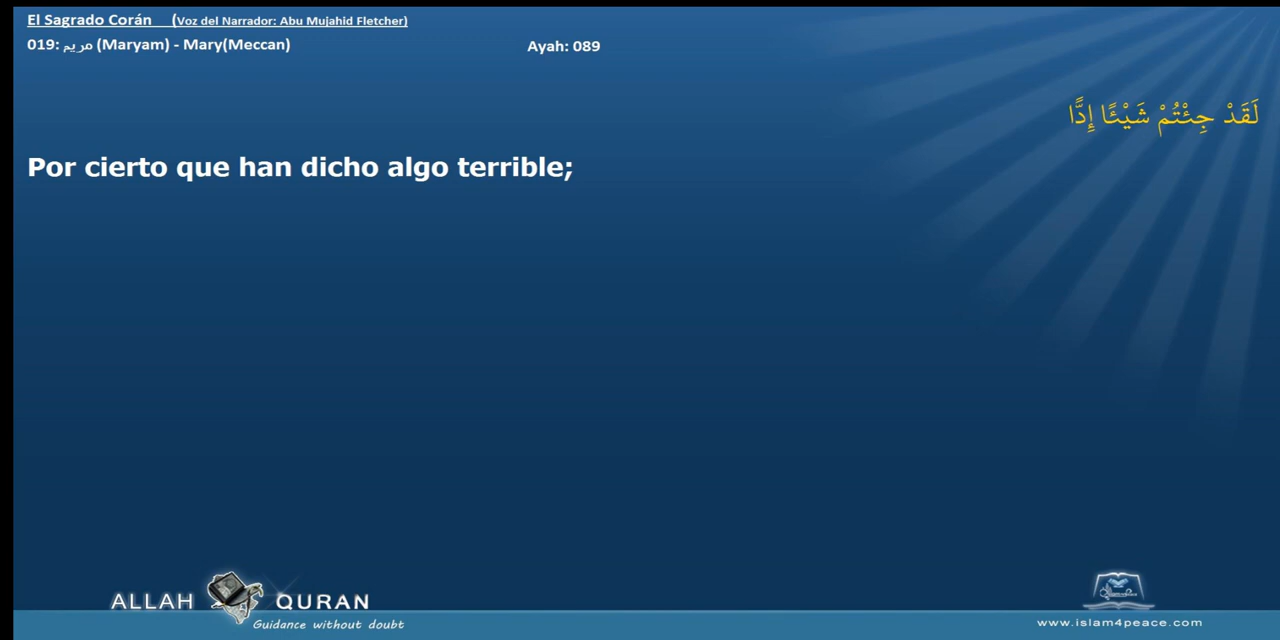 El Sagrado Corán (Voz del Narrador: Abu Mujahid Fletcher)
019: مريم (Maryam) - Mary(Meccan)
Ayah: 089
لَقَدْ جِئْتُمْ شَيْئًا إِدًّا
Por cierto que han dicho algo terrible;
ALLAH QURAN
Guidance without doubt
www.islam4peace.com